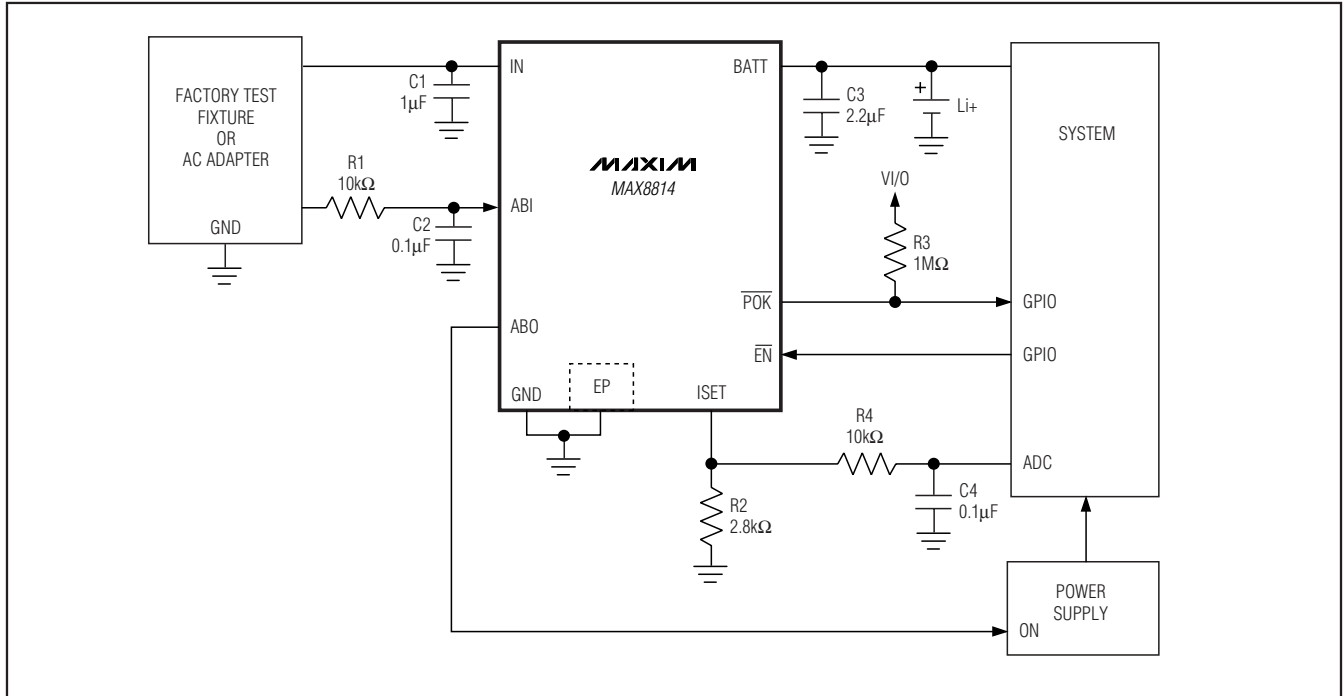 FACTORY TEST
FIXTURE
OR
AC ADAPTER
GND
C1
1µF
R1
10kΩ
C2
0.1µF
IN
ABI
ABO
GND
EP
ISET
MAXIM
MAX8814
BATT
P̅O̅K̅
E̅N̅
C3
2.2µF
+
Li+
VI/O
R3
1MΩ
SYSTEM
GPIO
GPIO
ADC
R4
10kΩ
C4
0.1µF
R2
2.8kΩ
POWER
SUPPLY
ON